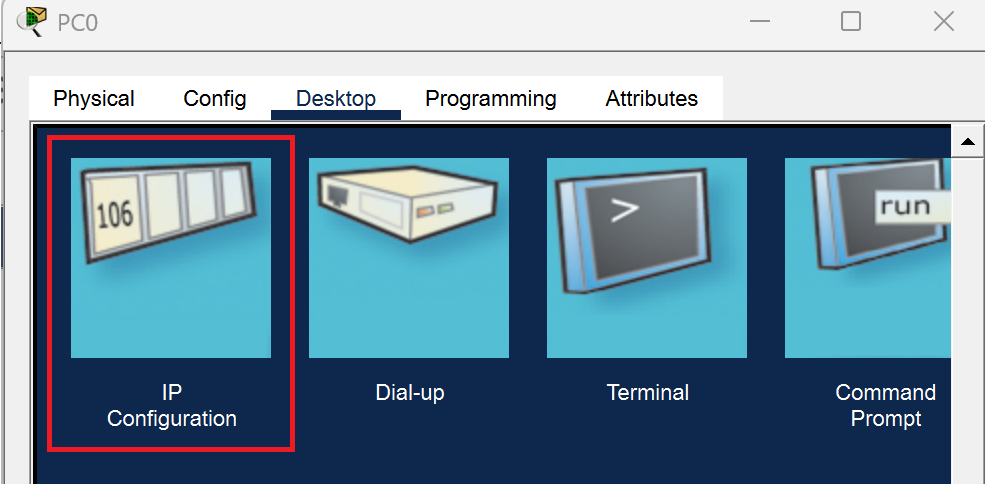 PC0
Physical Config Desktop Programming Attributes
106
>
run
IP
Configuration
Dial-up
Terminal
Command
Prompt